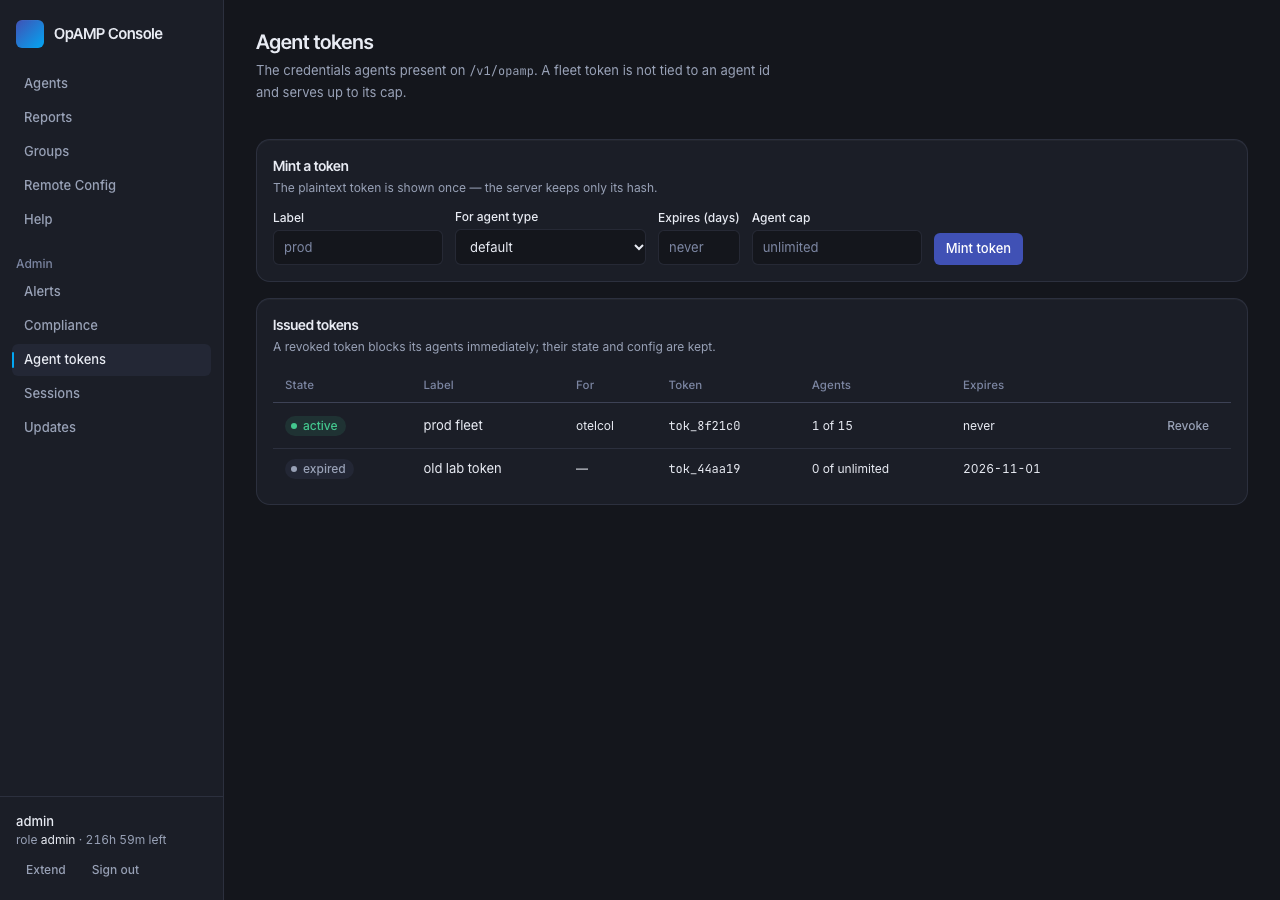 OpAMP Console
Agents
Reports
Groups
Remote Config
Help
Admin
Alerts
Compliance
Agent tokens
Sessions
Updates
admin
role admin · 216h 59m left
Extend Sign out
Agent tokens
The credentials agents present on /v1/opamp. A fleet token is not tied to an agent id
and serves up to its cap.
Mint a token
The plaintext token is shown once — the server keeps only its hash.
Label For agent type Expires (days) Agent cap
prod default never unlimited Mint token
Issued tokens
A revoked token blocks its agents immediately; their state and config are kept.
State Label For Token Agents Expires
active prod fleet otelcol tok_8f21c0 1 of 15 never Revoke
expired old lab token — tok_44aa19 0 of unlimited 2026-11-01